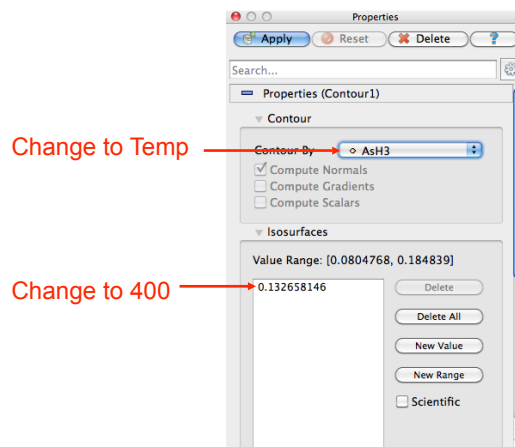 Properties
Apply Reset Delete ?
Search...
Properties (Contour1)
Contour
Change to Temp
Contour By AsH3
Compute Normals
Compute Gradients
Compute Scalars
Isosurfaces
Value Range: [0.0804768, 0.184839]
Change to 400
0.132658146
Delete
Delete All
New Value
New Range
Scientific